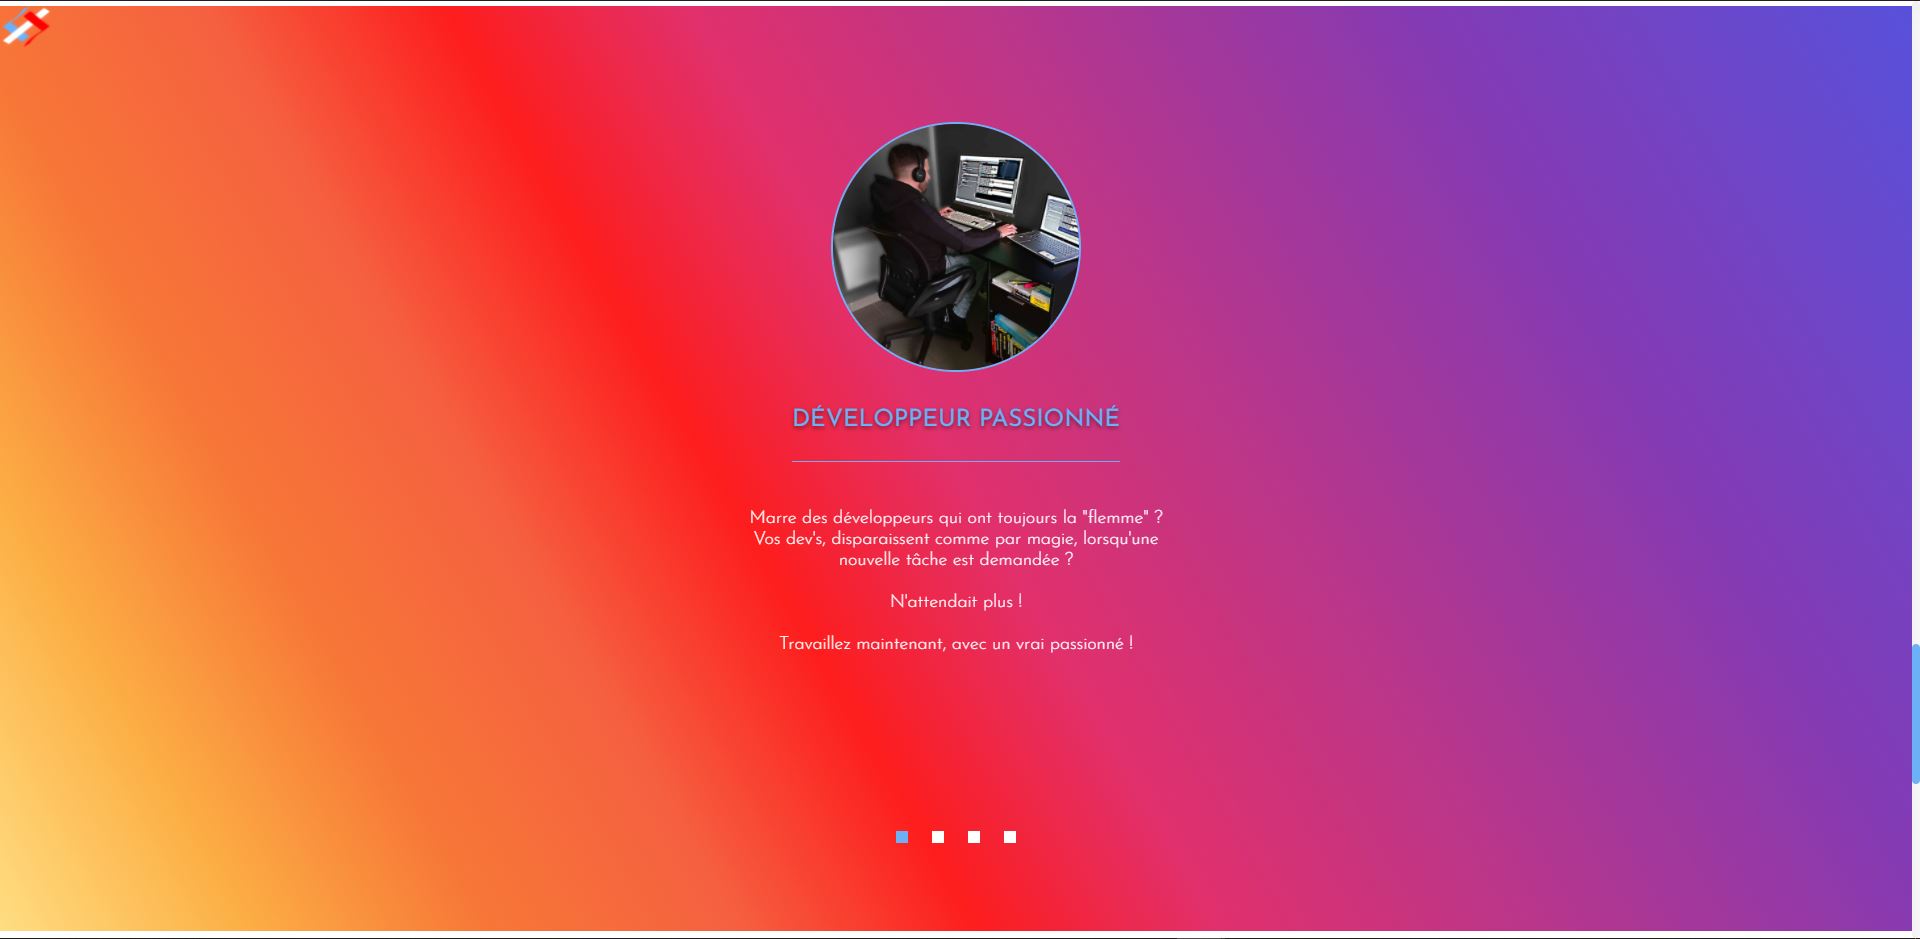 DÉVELOPPEUR PASSIONNÉ
Marre des développeurs qui ont toujours la "flemme" ?
Vos dev's, disparaissent comme par magie, lorsqu'une
nouvelle tâche est demandée ?
N'attendait plus !
Travaillez maintenant, avec un vrai passionné !